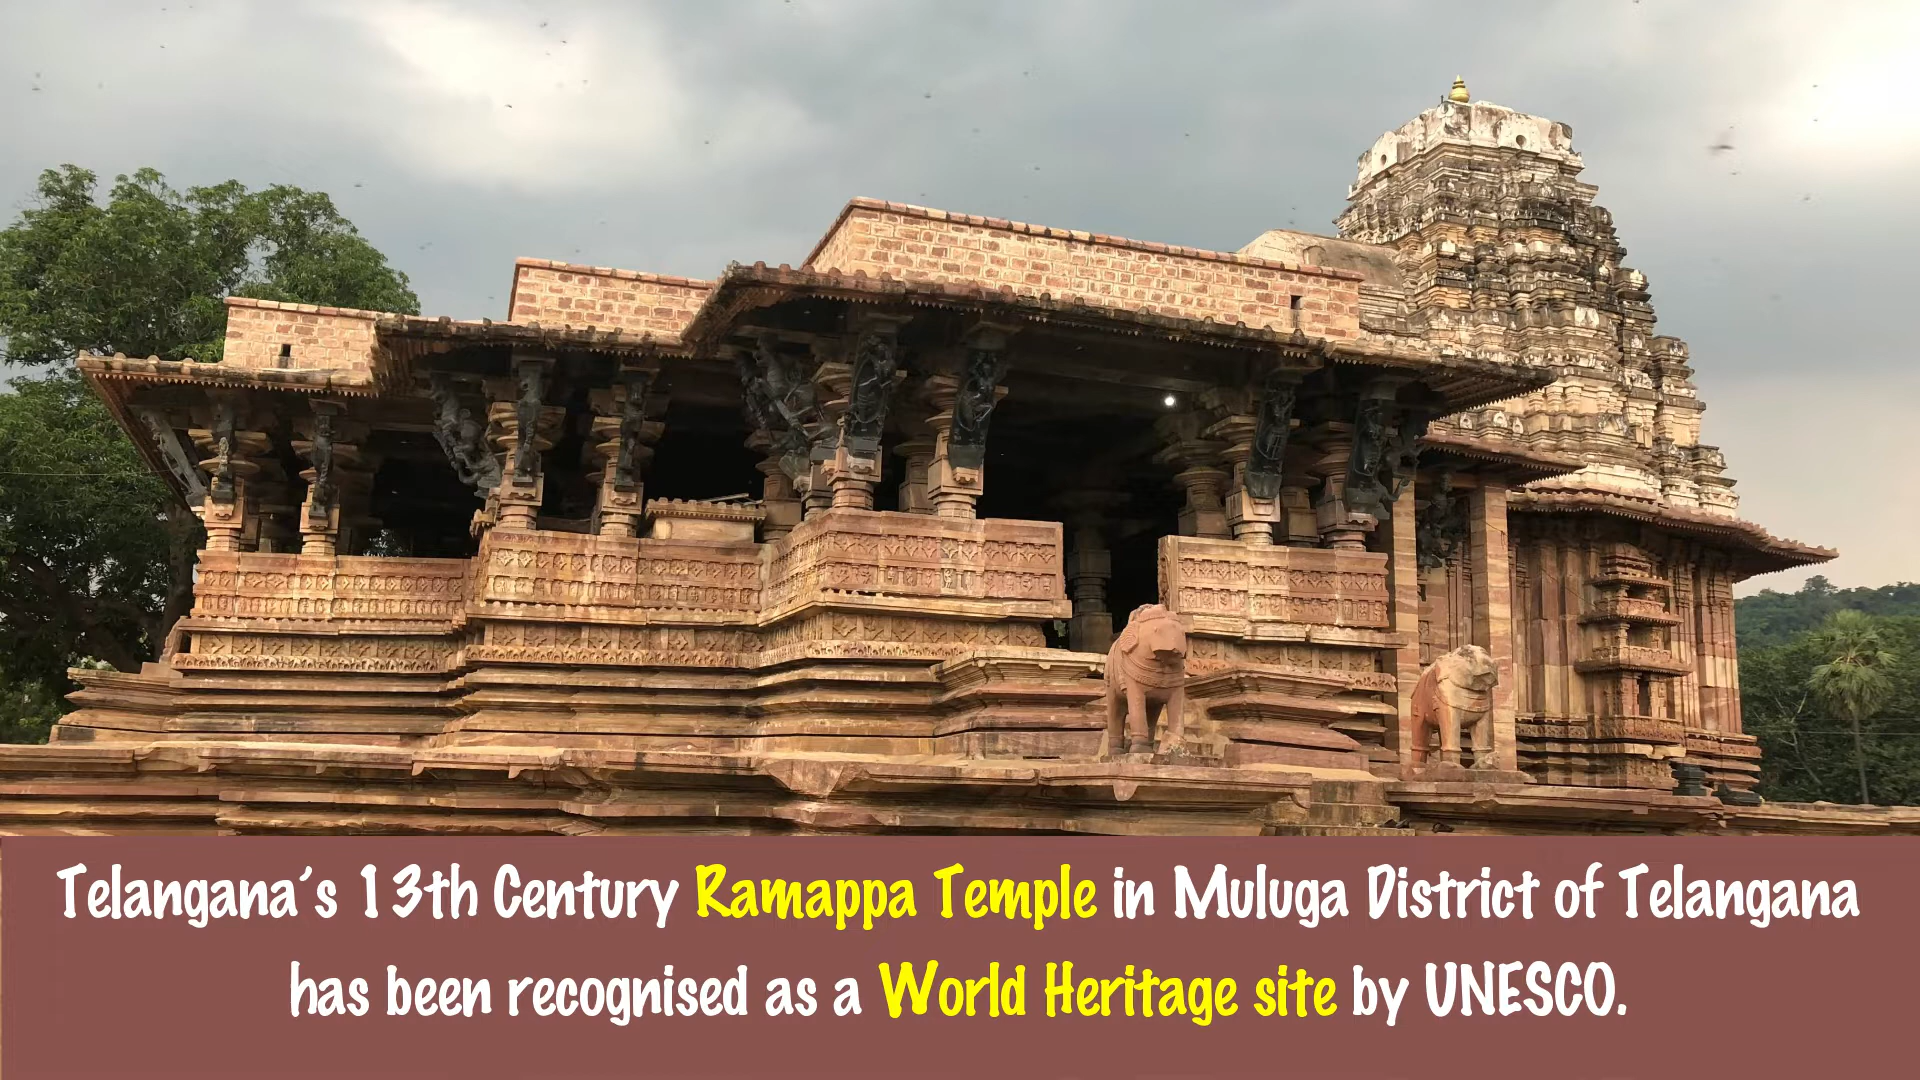 Telangana's 13th Century Ramappa Temple in Muluga District of Telangana
has been recognised as a World Heritage site by UNESCO.